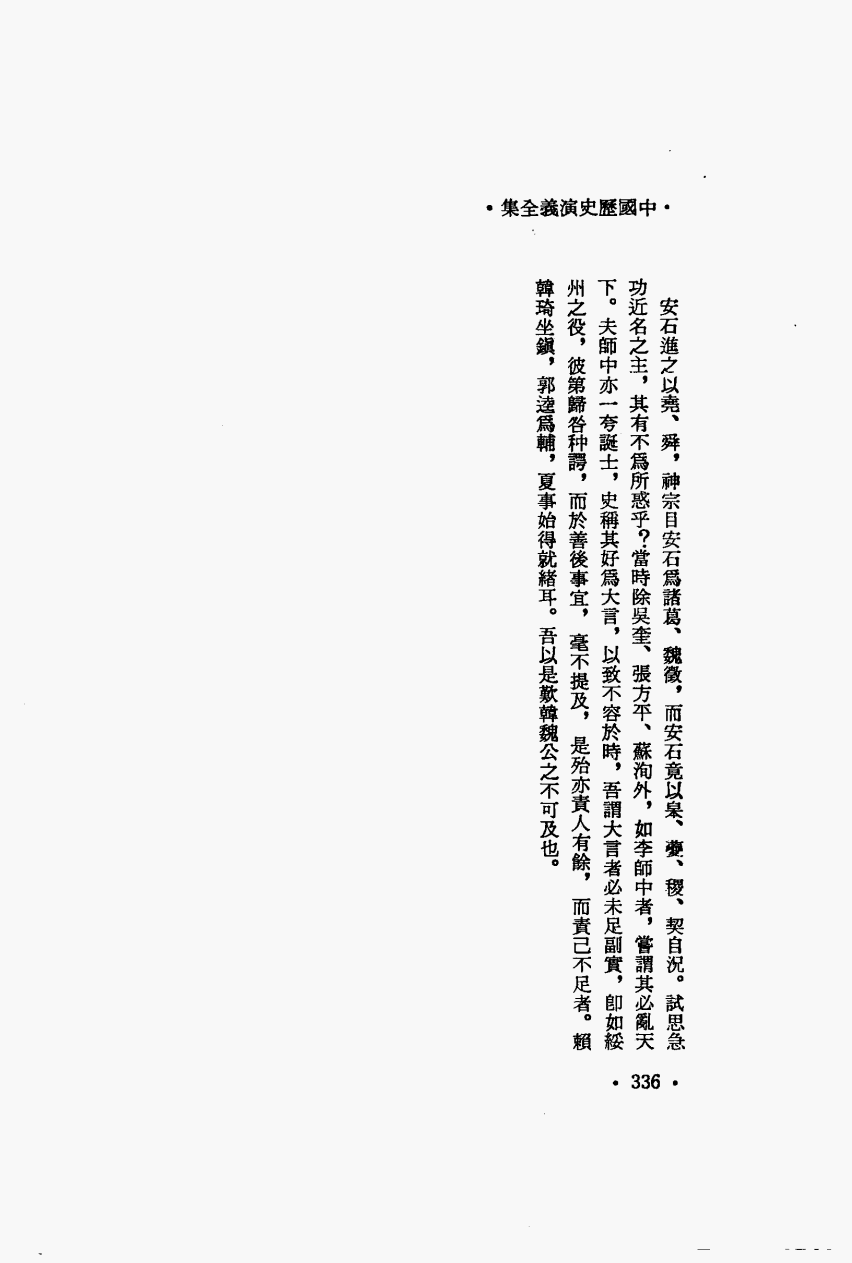 •中國歷史演義全集•
安石進之以堯、舜，神宗目安石爲諸葛、魏徵，而安石竟以皋、夔、稷、契自況。試思急
功近名之主，其有不爲所惑乎？當時除吳奎、張方平、蘇洵外，如李師中者，嘗謂其必亂天
下。夫師中亦一夸誕士，史稱其好爲大言，以致不容於時，吾謂大言者必未足副實，卽如綏
州之役，彼第歸咎种諤，而於善後事宜，毫不提及，是殆亦責人有餘，而責己不足者。賴
韓琦坐鎭，郭逵爲輔，夏事始得就緒耳。吾以是歎韓魏公之不可及也。
• 336 •